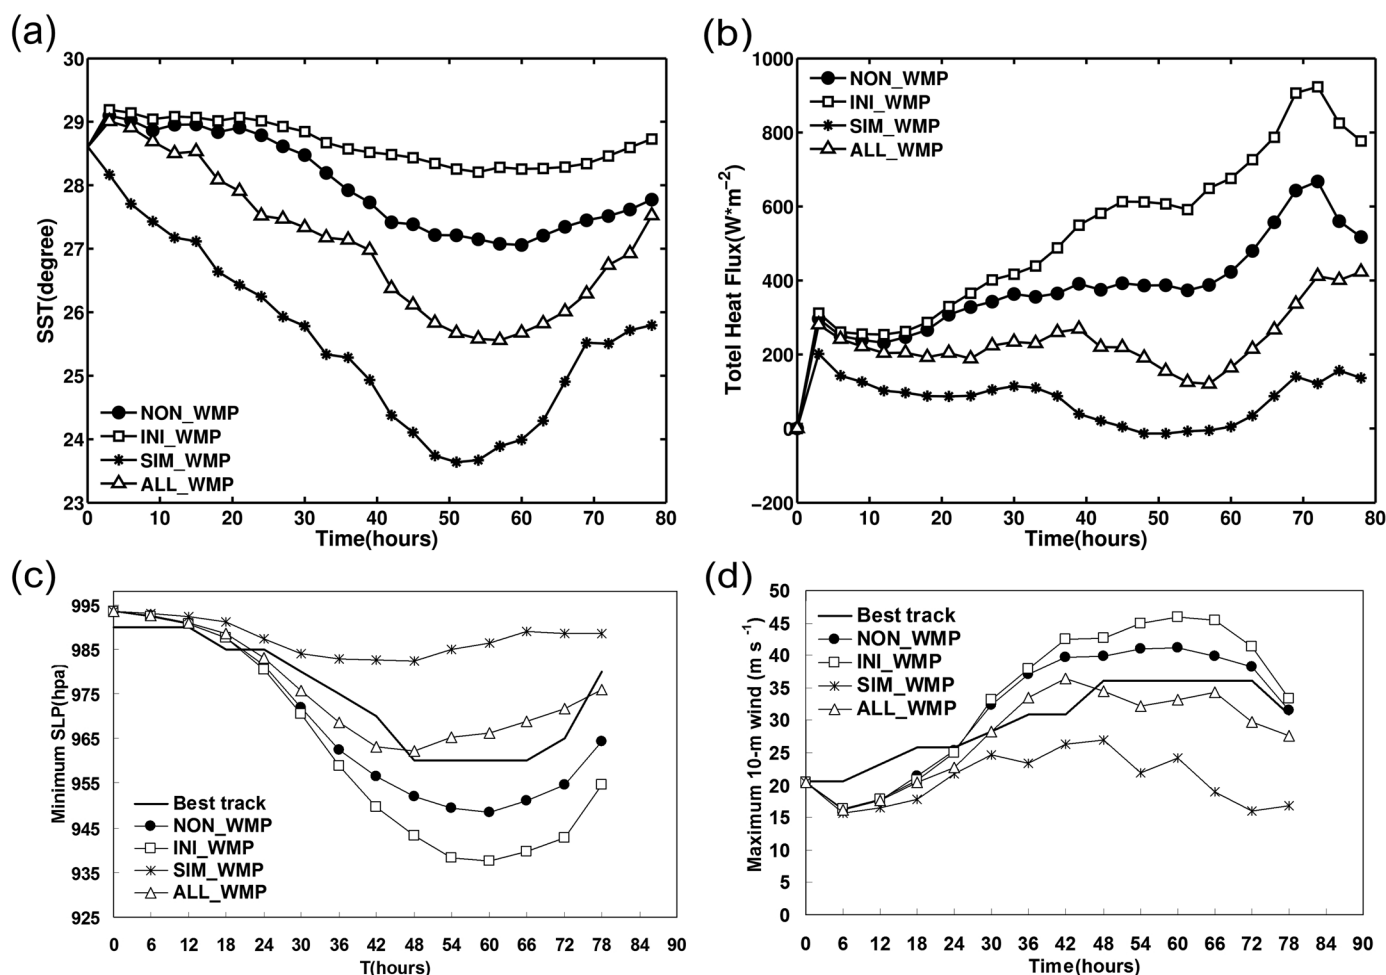 (a)
30
29
28
27
26
25
24
23
SST(degree)
NON_WMP
INI_WMP
SIM_WMP
ALL_WMP
0 10 20 30 40 50 60 70 80
Time(hours)
(b)
1000
800
600
400
200
0
−200
Totel Heat Flux(W*m−2)
NON_WMP
INI_WMP
SIM_WMP
ALL_WMP
0 10 20 30 40 50 60 70 80
Time(hours)
(c)
995
985
975
965
955
945
935
925
Minimum SLP(hpa)
Best track
NON_WMP
INI_WMP
SIM_WMP
ALL_WMP
0 6 12 18 24 30 36 42 48 54 60 66 72 78 84 90
T(hours)
(d)
50
45
40
35
30
25
20
15
10
5
0
Maximum 10-m wind (m s -1)
Best track
NON_WMP
INI_WMP
SIM_WMP
ALL_WMP
0 6 12 18 24 30 36 42 48 54 60 66 72 78 84 90
Time(hours)